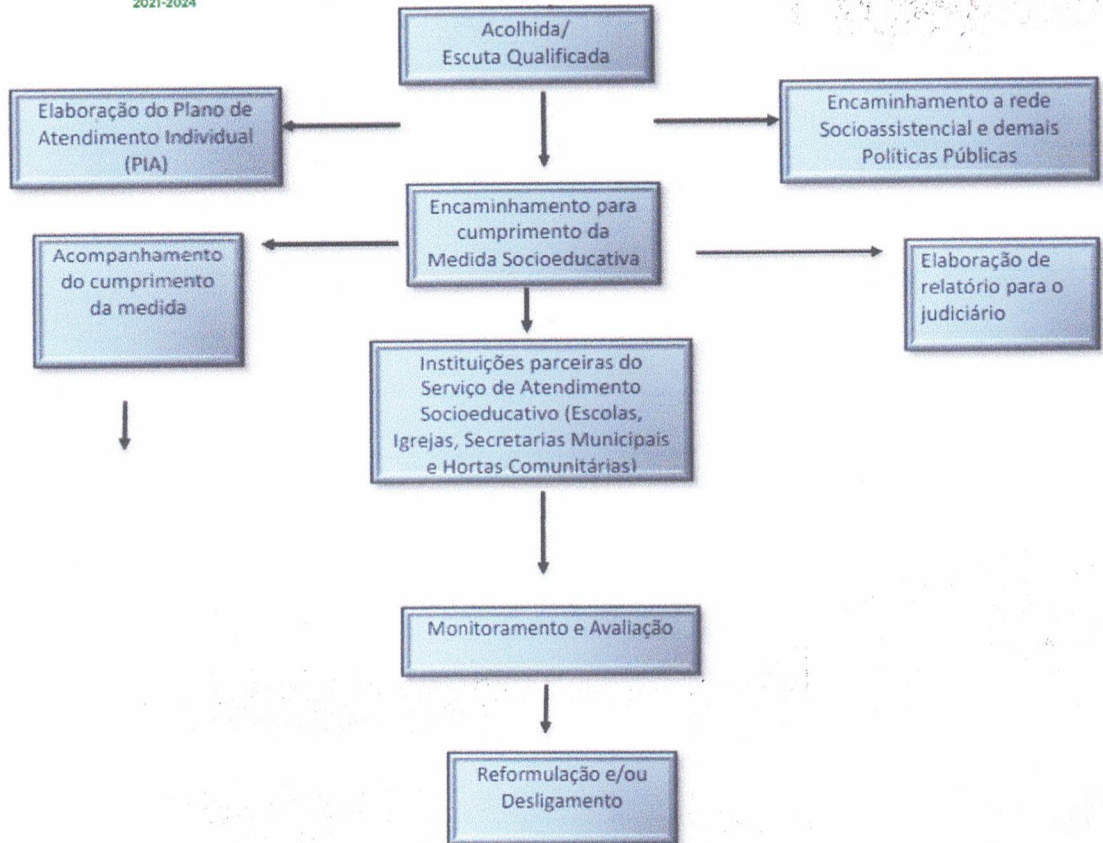 2021-2024
Acolhida/
Escuta Qualificada
Elaboração do Plano de
Atendimento Individual
(PIA)
Encaminhamento a rede
Socioassistencial e demais
Políticas Públicas
Encaminhamento para
cumprimento da
Medida Socioeducativa
Acompanhamento
do cumprimento
da medida
Elaboração de
relatório para o
judiciário
Instituições parceiras do
Serviço de Atendimento
Socioeducativo (Escolas,
Igrejas, Secretarias Municipais
e Hortas Comunitárias)
Monitoramento e Avaliação
Reformulação e/ou
Desligamento